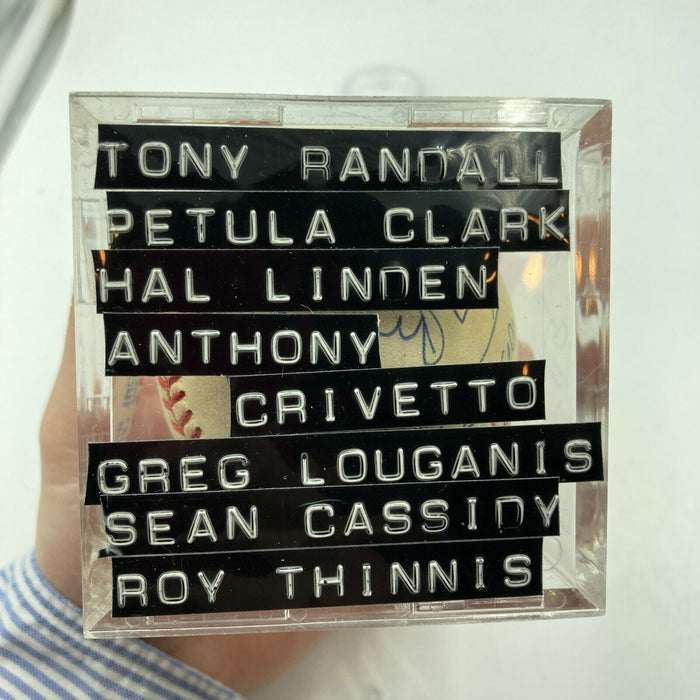 TONY RANDALL
PETULA CLARK
HAL LINDEN
ANTHONY
CRIVETTO
GREG LOUGANIS
SEAN CASSIDY
ROY THINNIS